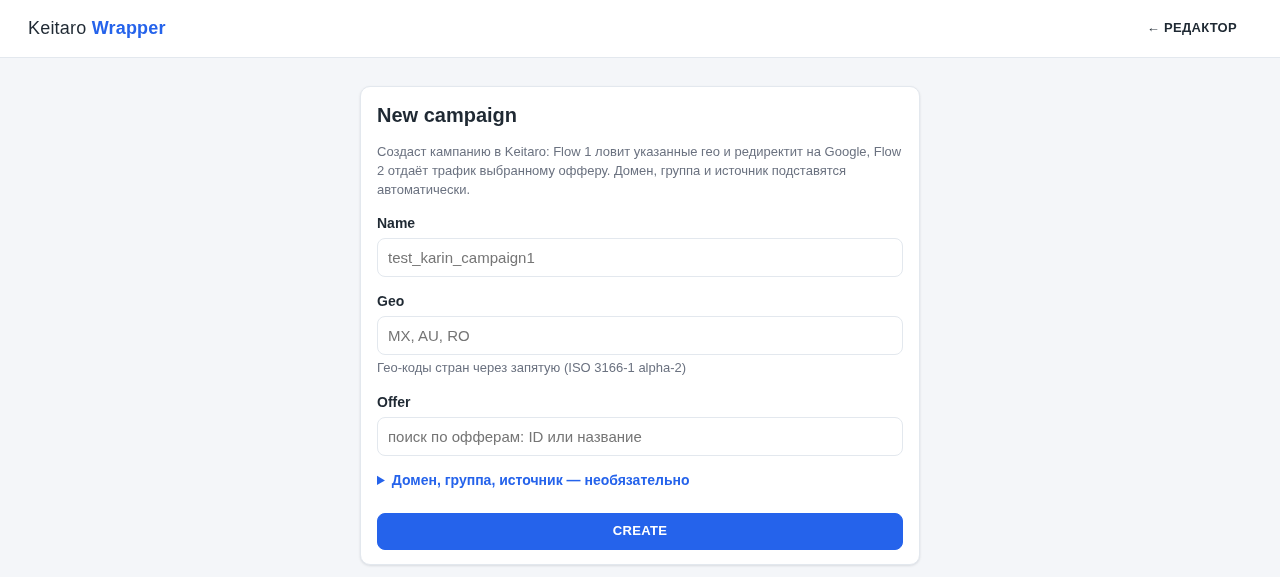 Keitaro Wrapper
← РЕДАКТОР
New campaign
Создаст кампанию в Keitaro: Flow 1 ловит указанные гео и редиректит на Google, Flow
2 отдаёт трафик выбранному офферу. Домен, группа и источник подставятся
автоматически.
Name
test_karin_campaign1
Geo
MX, AU, RO
Гео-коды стран через запятую (ISO 3166-1 alpha-2)
Offer
поиск по офферам: ID или название
Домен, группа, источник — необязательно
CREATE